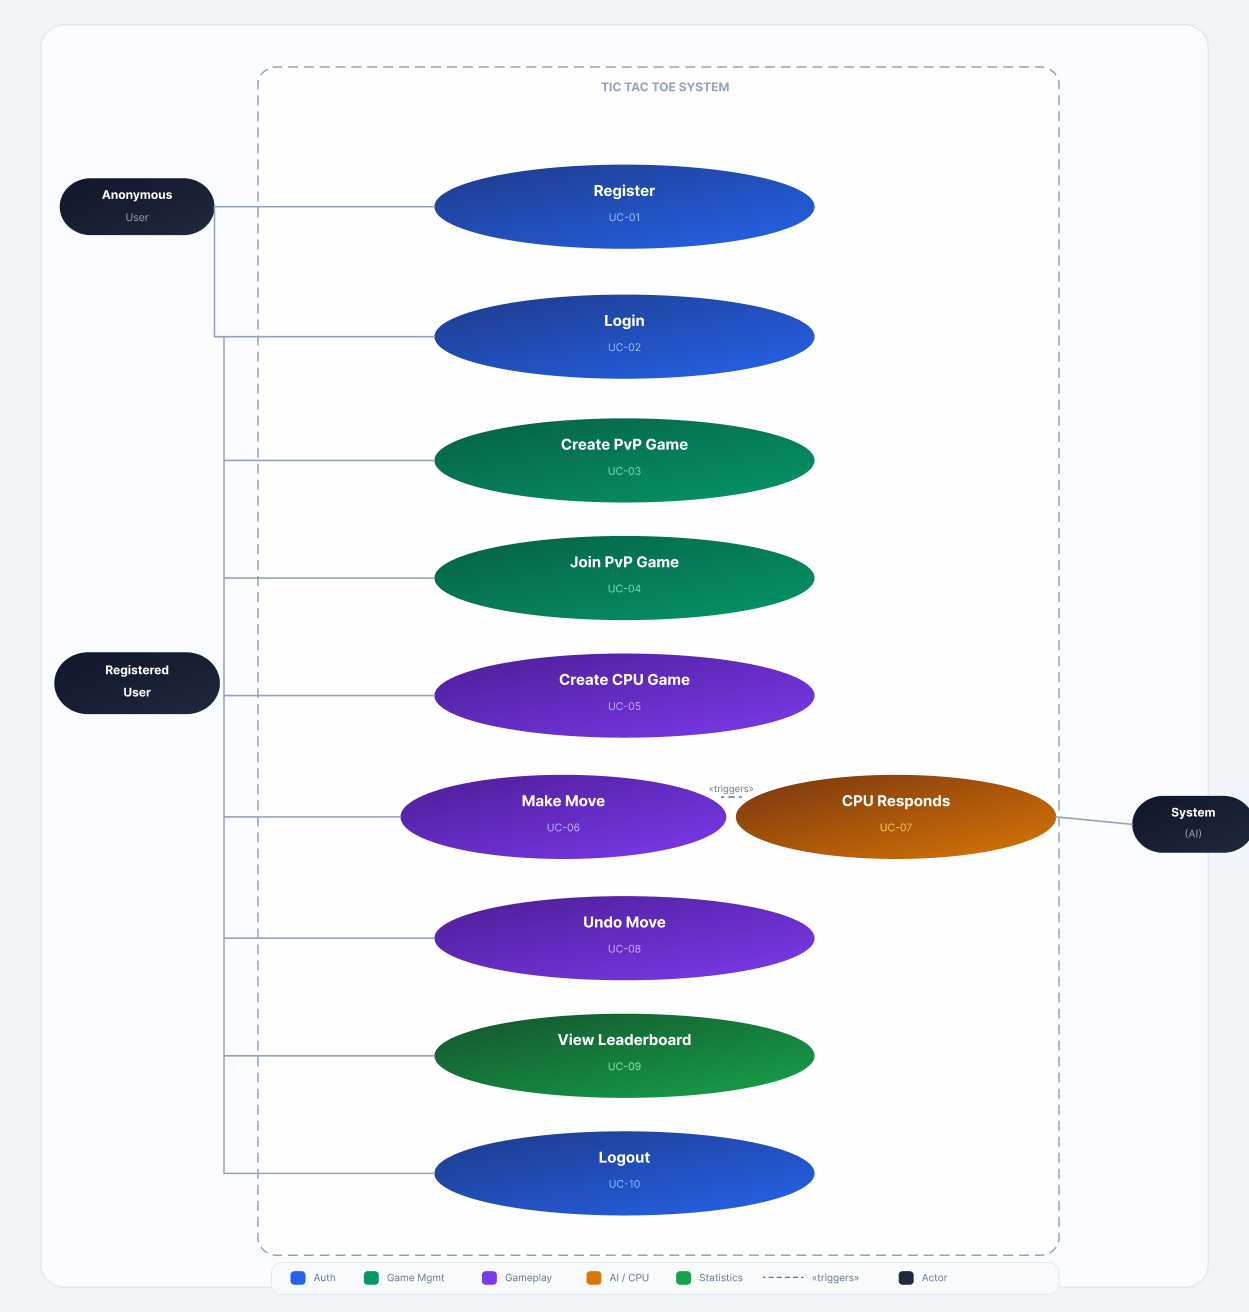 TIC TAC TOE SYSTEM
Anonymous
User
Register
UC-01
Login
UC-02
Create PvP Game
UC-03
Join PvP Game
UC-04
Registered
User
Create CPU Game
UC-05
Make Move
UC-06
«triggers»
CPU Responds
UC-07
System
(AI)
Undo Move
UC-08
View Leaderboard
UC-09
Logout
UC-10
Auth Game Mgmt Gameplay AI / CPU Statistics «triggers» Actor